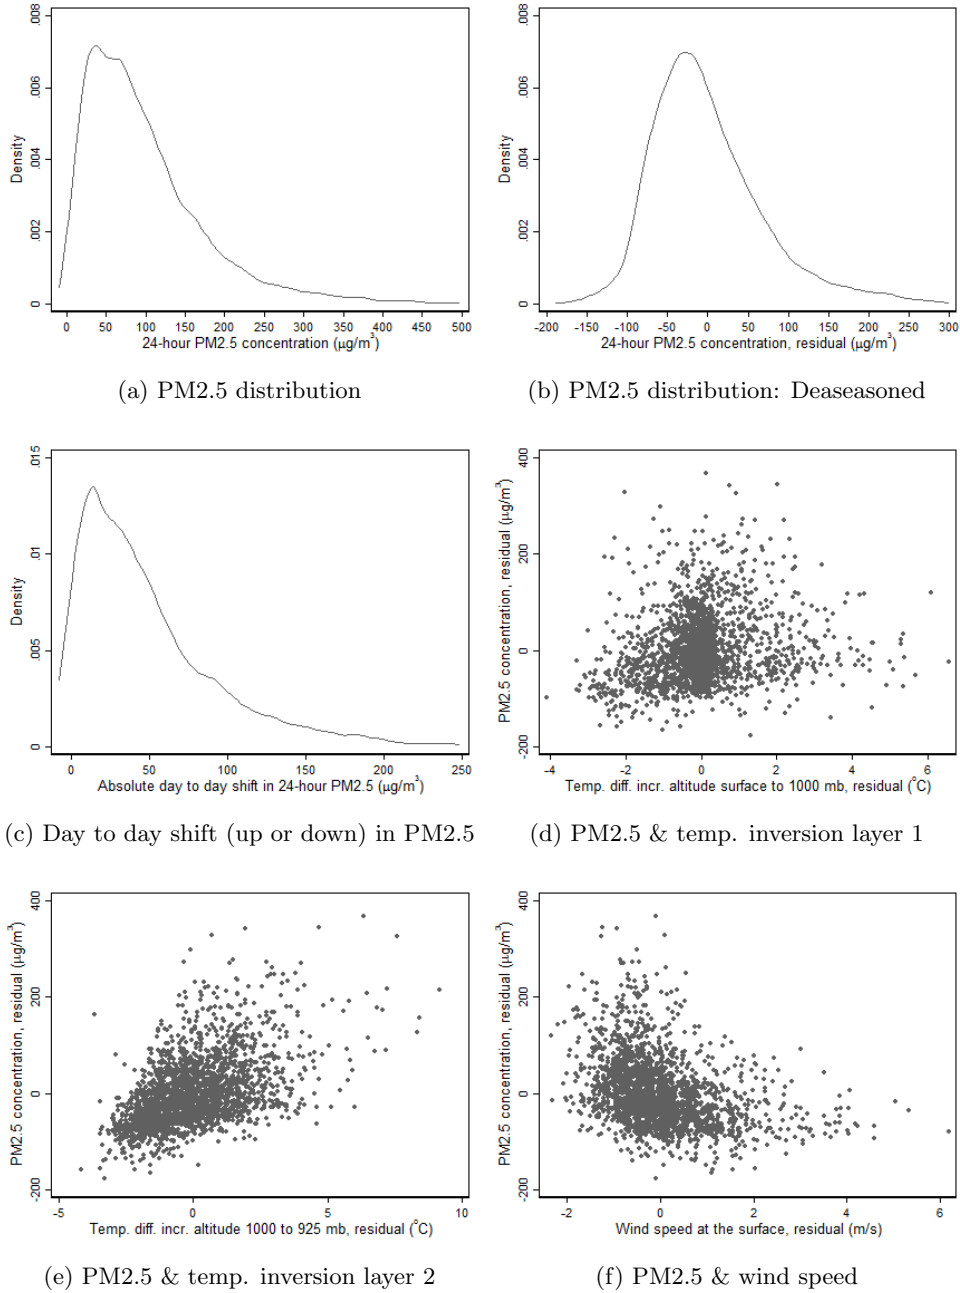 Density
0
.002
.004
.006
.008
0 50 100 150 200 250 300 350 400 450 500
24-hour PM2.5 concentration (μg/m³)
(a) PM2.5 distribution
Density
0
.002
.004
.006
.008
-200 -150 -100 -50 0 50 100 150 200 250 300
24-hour PM2.5 concentration, residual (μg/m³)
(b) PM2.5 distribution: Deaseasoned
Density
0
.005
.01
.015
0 50 100 150 200 250
Absolute day to day shift in 24-hour PM2.5 (μg/m³)
(c) Day to day shift (up or down) in PM2.5
PM2.5 concentration, residual (μg/m³)
-200
0
200
400
-4 -2 0 2 4 6
Temp. diff. incr. altitude surface to 1000 mb, residual (°C)
(d) PM2.5 & temp. inversion layer 1
PM2.5 concentration, residual (μg/m³)
-200
0
200
400
-5 0 5 10
Temp. diff. incr. altitude 1000 to 925 mb, residual (°C)
(e) PM2.5 & temp. inversion layer 2
PM2.5 concentration, residual (μg/m³)
-200
0
200
400
-2 0 2 4 6
Wind speed at the surface, residual (m/s)
(f) PM2.5 & wind speed